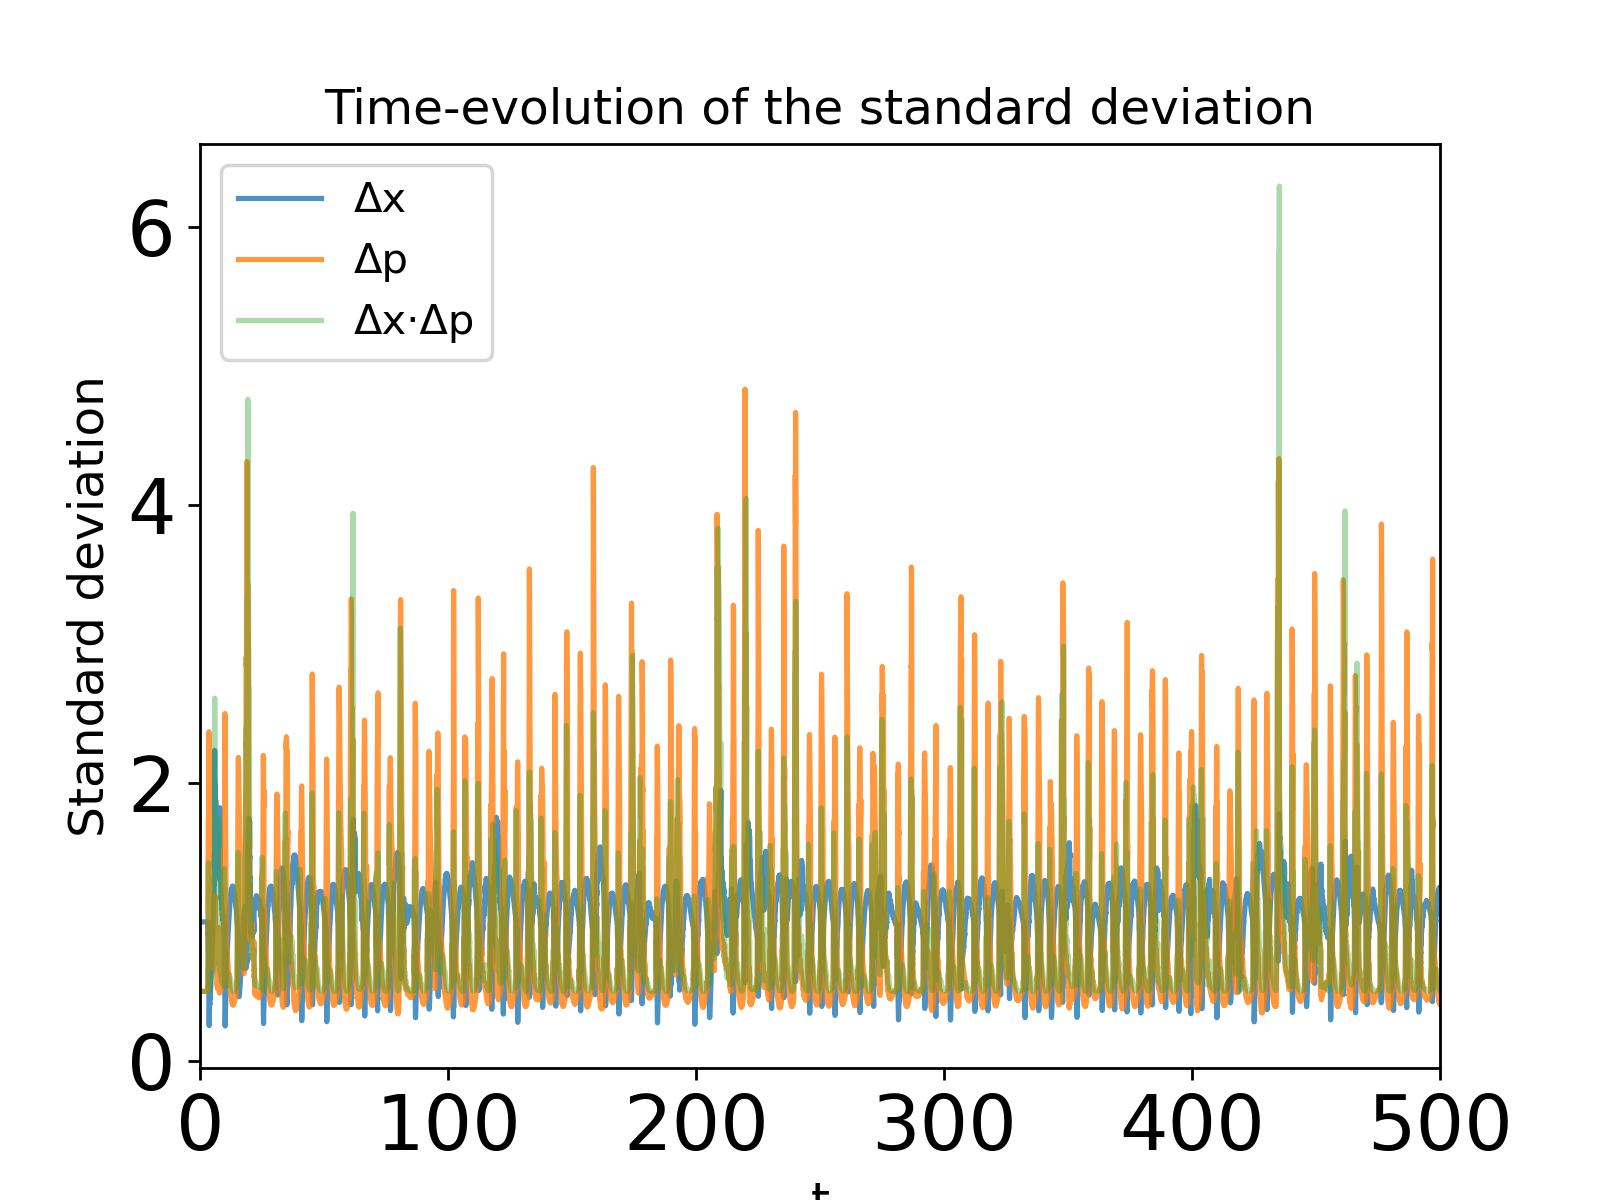 Time-evolution of the standard deviation
Δx
Δp
Δx·Δp
Standard deviation
6
4
2
0
0 100 200 300 400 500
t